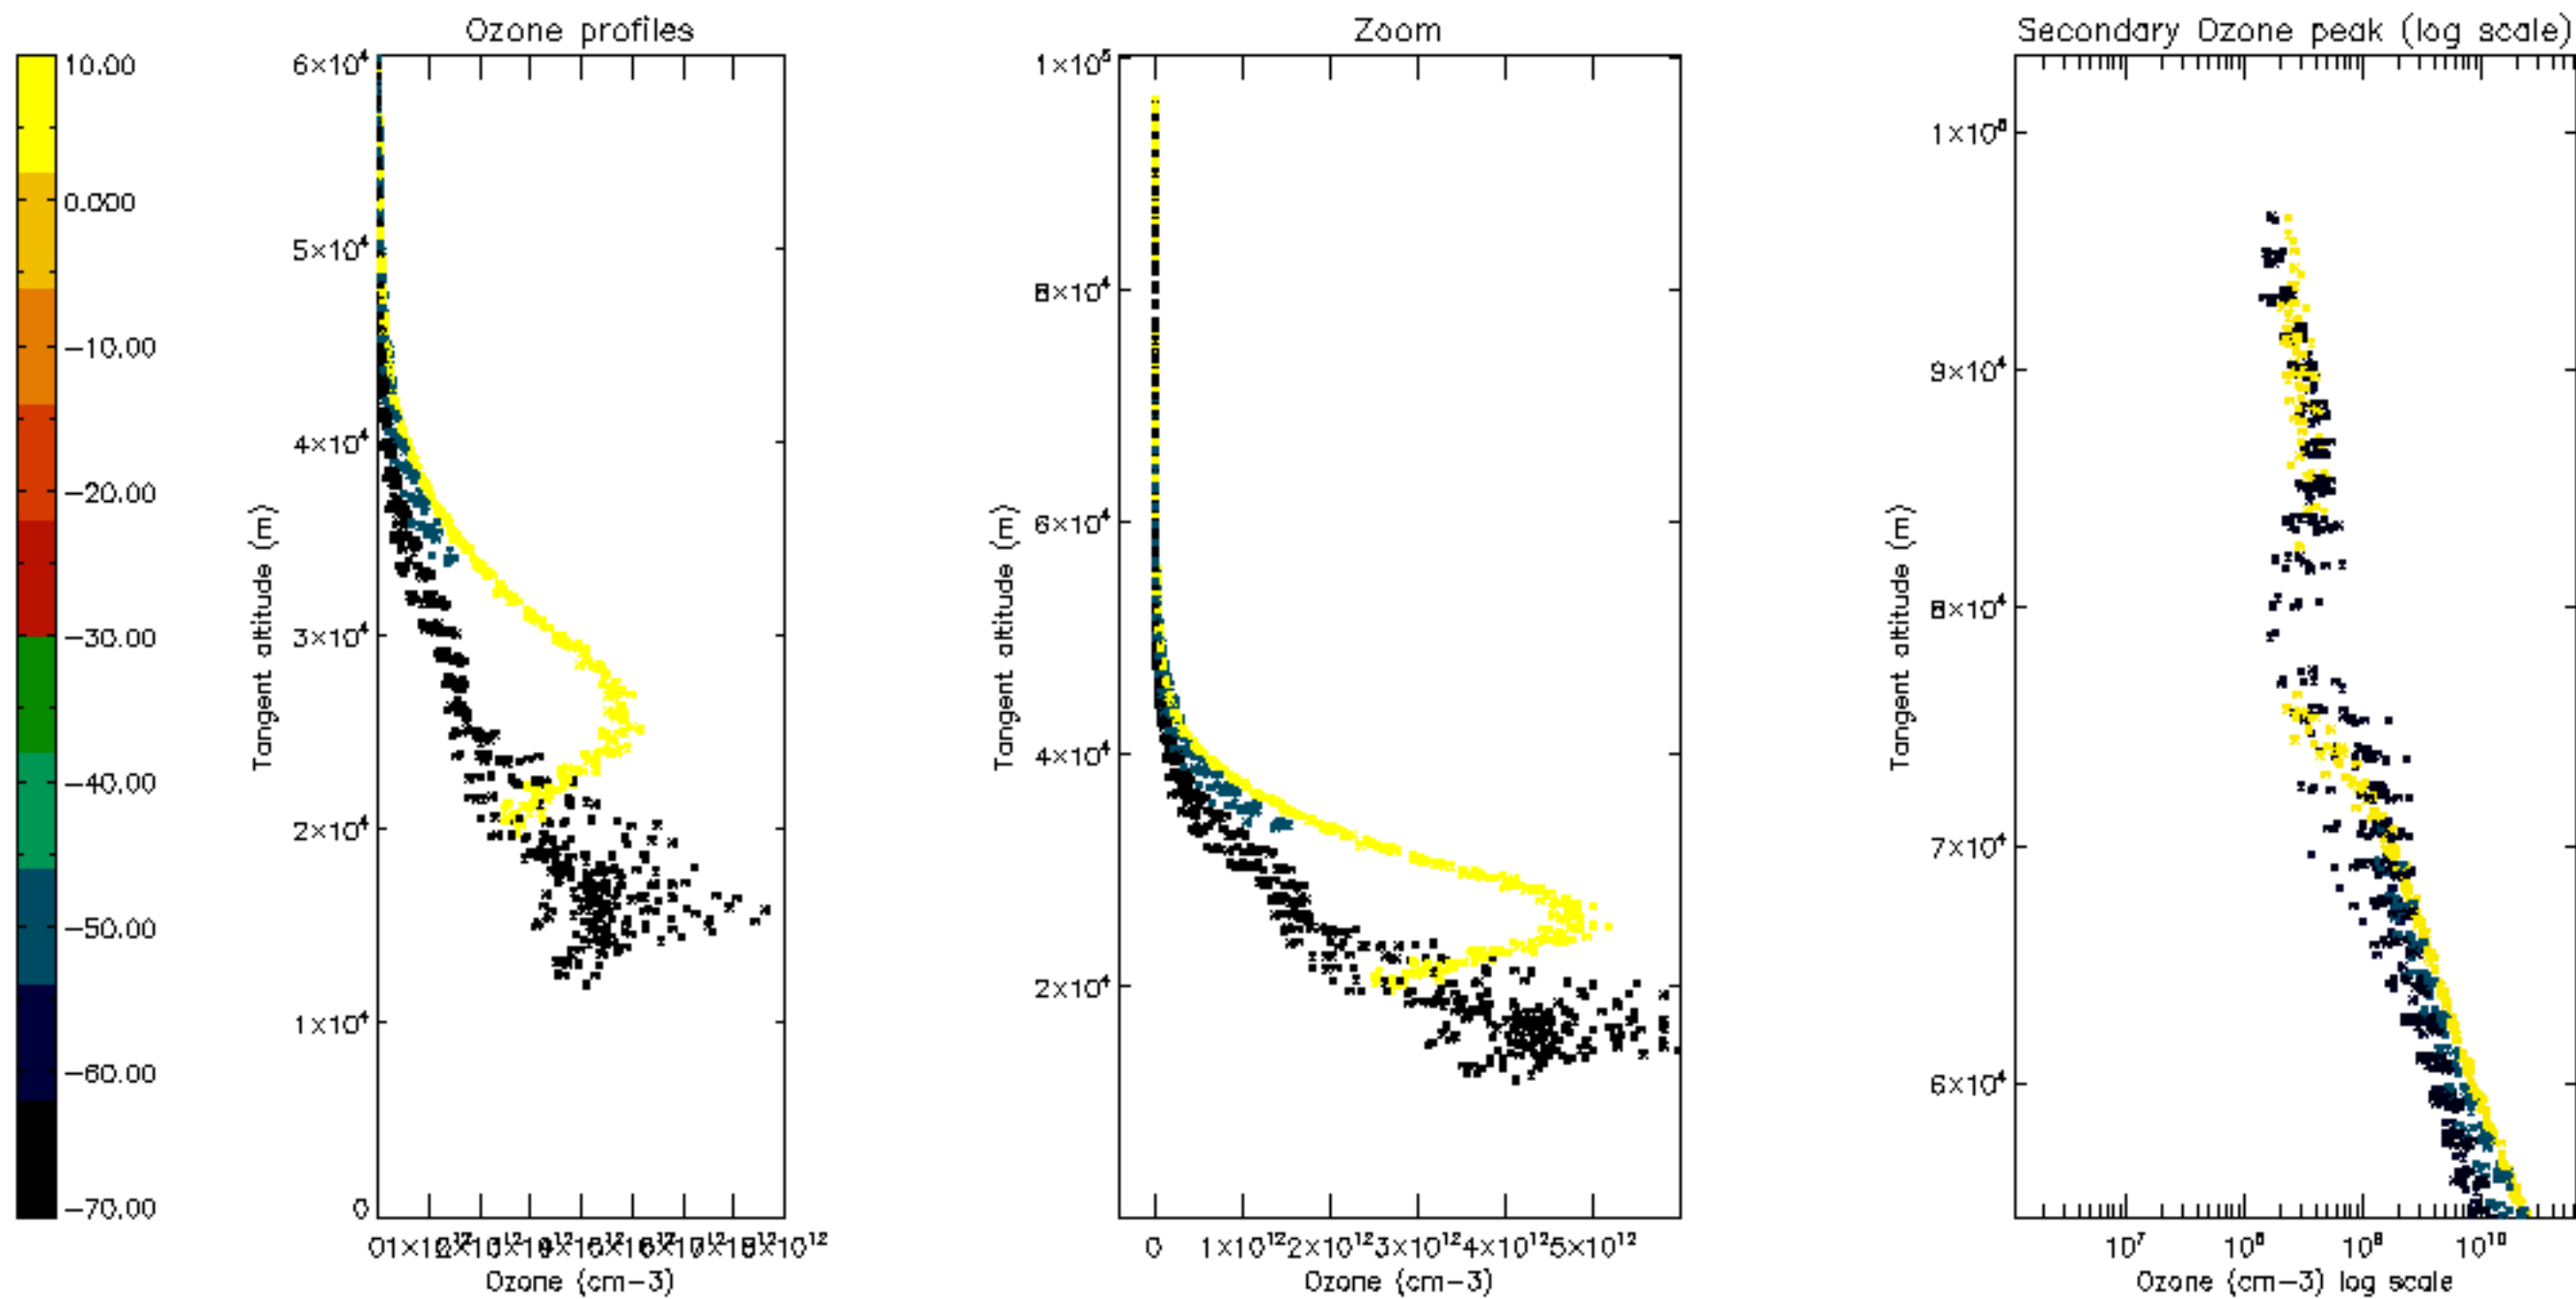 Ozone profiles
Zoom
Secondary Ozone peak (log scale)
10.00
0.000
−10.00
−20.00
−30.00
−40.00
−50.00
−60.00
−70.00
6×10⁴
5×10⁴
4×10⁴
3×10⁴
2×10⁴
1×10⁴
0
Tangent altitude (m)
Ozone (cm−3)
1×10⁵
8×10⁴
6×10⁴
4×10⁴
2×10⁴
Tangent altitude (m)
0 1×10¹² 2×10¹² 3×10¹² 4×10¹² 5×10¹²
Ozone (cm−3)
9×10⁴
8×10⁴
7×10⁴
6×10⁴
Tangent altitude (m)
10⁷ 10⁸ 10⁹ 10¹⁰
Ozone (cm−3) log scale